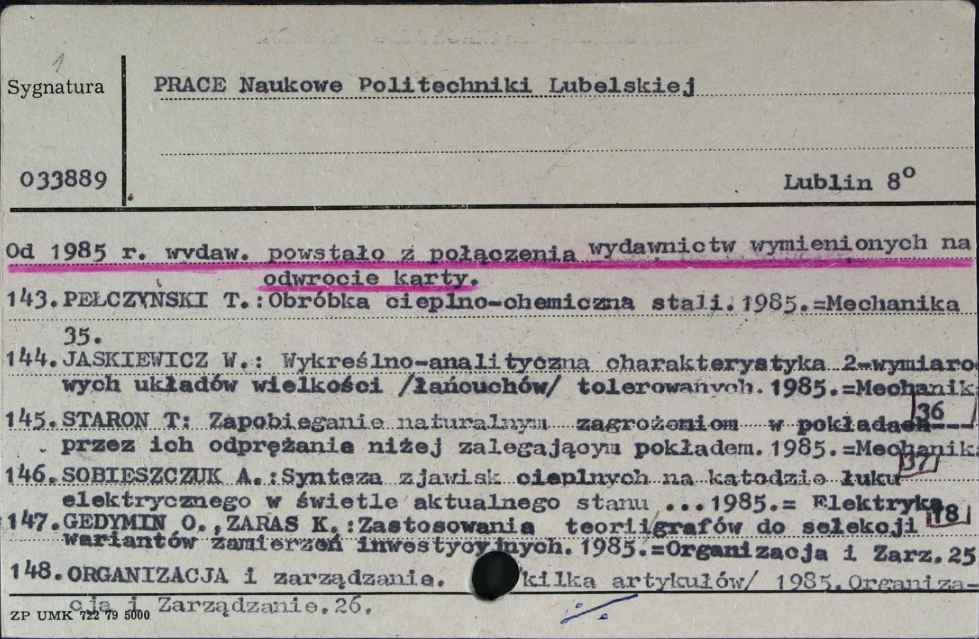 1
Sygnatura
PRACE Naukowe Politechniki Lubelskiej
033889
Lublin 8°
Od 1985 r. wydaw. powstało z połączenia wydawnictw wymienionych na
odwrocie karty.
143. PEŁCZYŃSKI T.: Obróbka cieplno-chemiczna stali. 1985.=Mechanika
35.
144. JASKIEWICZ W.: Wykreślno-analityczna charakterystyka 2-wymiaro
wych układów wielkości /łańcuchów/ tolerowanych. 1985.=Mechanik.
36
145. STAROŃ T: Zapobieganie naturalnym zagrożeniom w pokładach
przez ich odprężanie niżej zalegającym pokładem. 1985.=Mechanik.
37
146. SOBIESZCZUK A.: Synteza zjawisk cieplnych na katodzie łuku
elektrycznego w świetle aktualnego stanu ... 1985.= Elektryka
18
147. GEDYMIN O., ZARAS K.: Zastosowania teorii grafów do selekcji
wariantów zamierzeń inwestycyjnych. 1985.=Organizacja i Zarz. 25
148. ORGANIZACJA i zarządzanie. /kilka artykułów/ 1985. Organiza-
cja i Zarządzanie. 26.
ZP UMK 722 79 5000